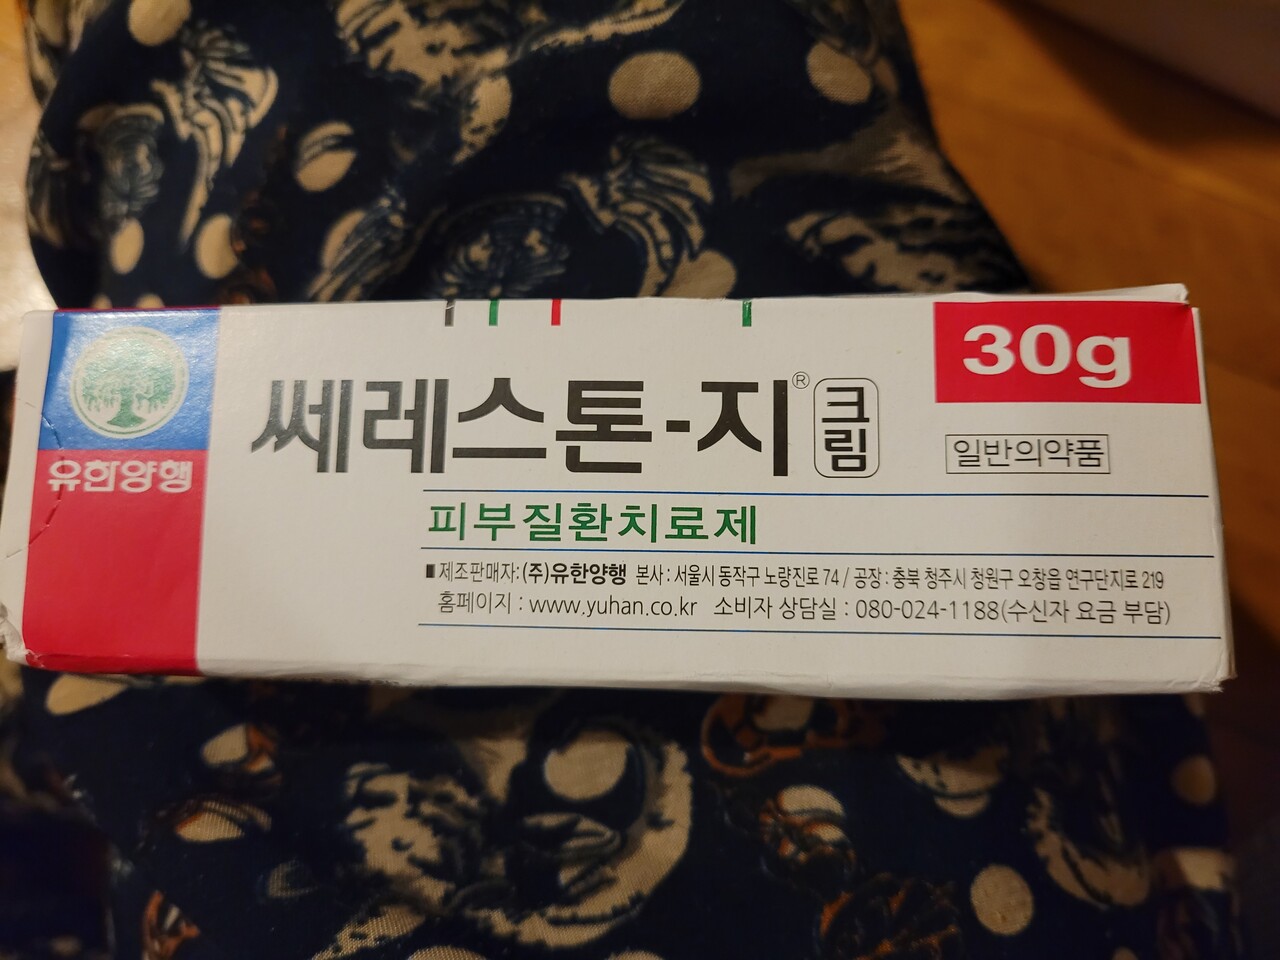 유한양행
쎄레스톤-지® 크림
30g
일반의약품
피부질환치료제
■제조판매자: (주)유한양행 본사 : 서울시 동작구 노량진로 74 / 공장 : 충북 청주시 청원구 오창읍 연구단지로 219
홈페이지 : www.yuhan.co.kr 소비자 상담실 : 080-024-1188(수신자 요금 부담)